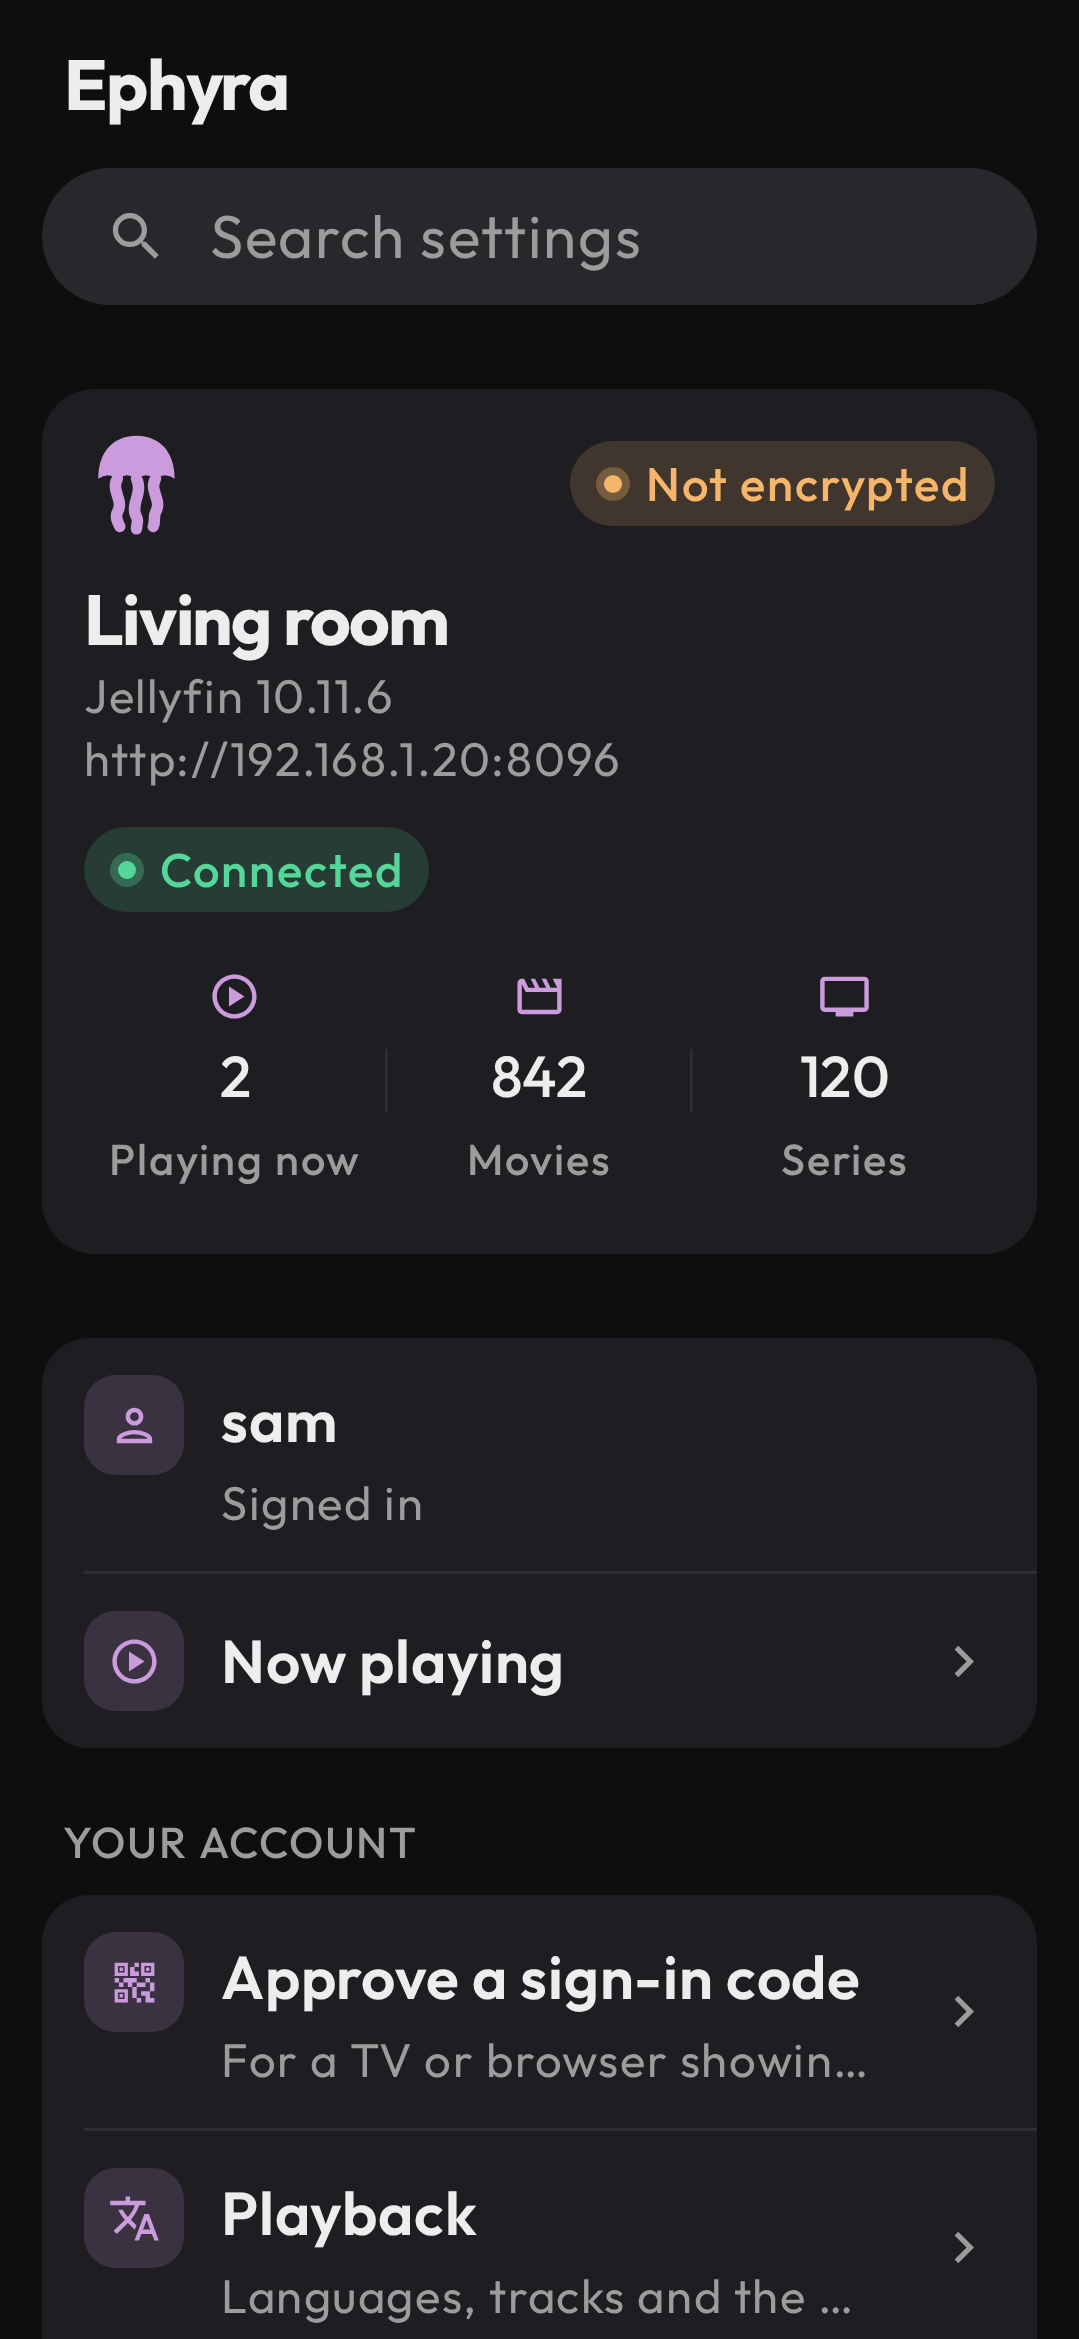 Ephyra
Search settings
Not encrypted
Living room
Jellyfin 10.11.6
http://192.168.1.20:8096
Connected
2
842
120
Playing now
Movies
Series
sam
Signed in
Now playing
YOUR ACCOUNT
Approve a sign-in code
For a TV or browser showin…
Playback
Languages, tracks and the …